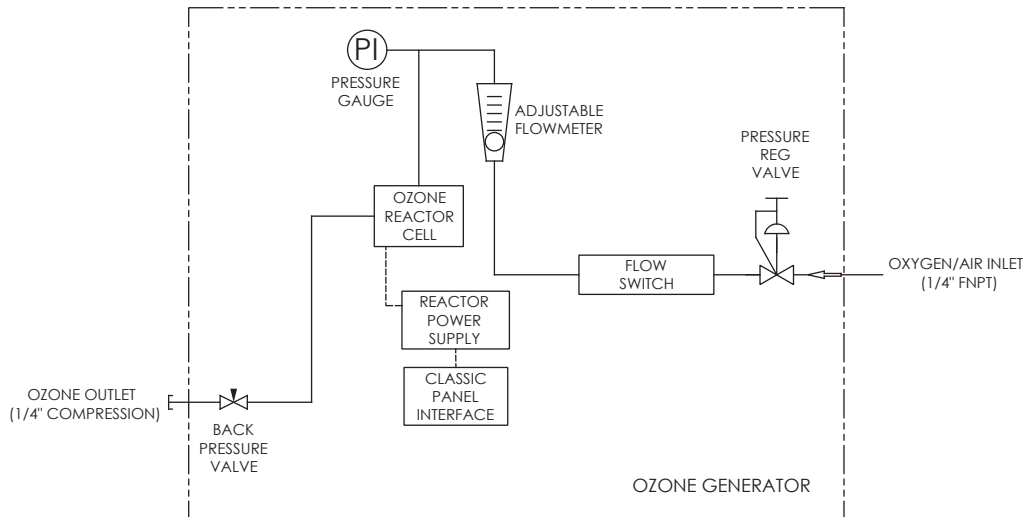 PI
PRESSURE
GAUGE
ADJUSTABLE
FLOWMETER
PRESSURE
REG
VALVE
OZONE
REACTOR
CELL
FLOW
SWITCH
OXYGEN/AIR INLET
(1/4" FNPT)
REACTOR
POWER
SUPPLY
CLASSIC
PANEL
INTERFACE
OZONE OUTLET
(1/4" COMPRESSION)
BACK
PRESSURE
VALVE
OZONE GENERATOR